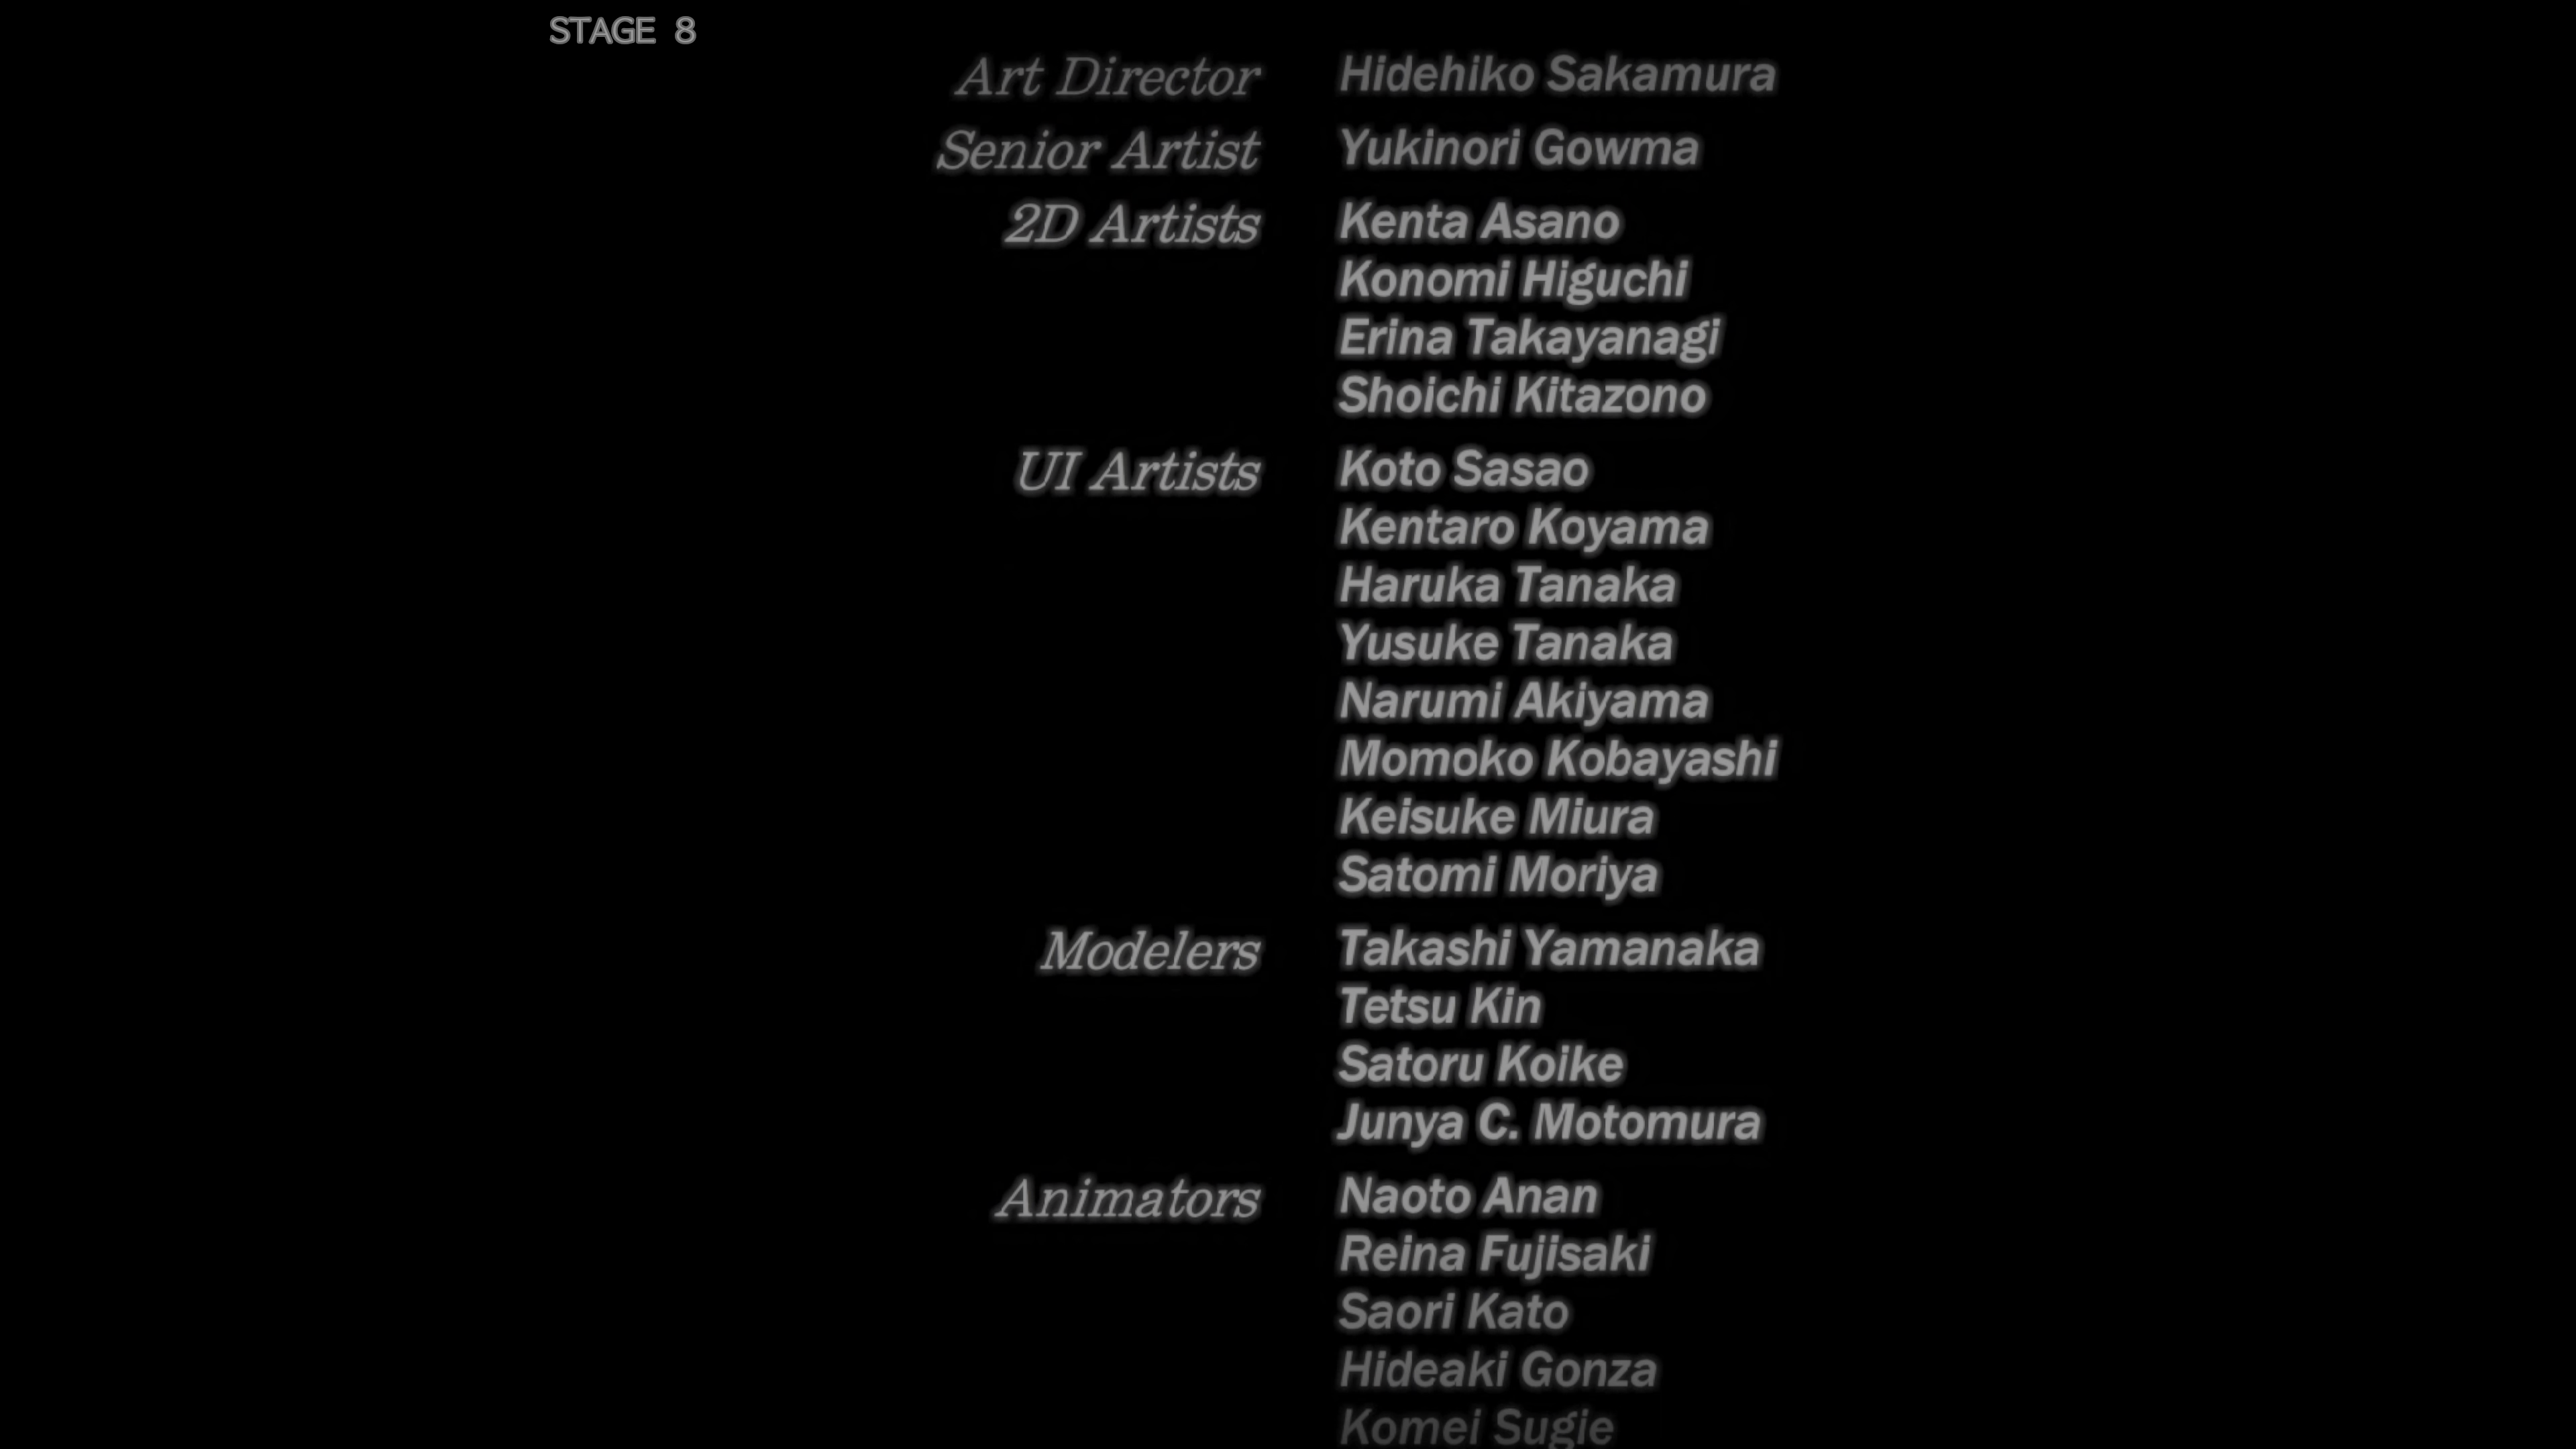 STAGE 8
Art Director Hidehiko Sakamura
Senior Artist Yukinori Gowma
2D Artists Kenta Asano
Konomi Higuchi
Erina Takayanagi
Shoichi Kitazono
UI Artists Koto Sasao
Kentaro Koyama
Haruka Tanaka
Yusuke Tanaka
Narumi Akiyama
Momoko Kobayashi
Keisuke Miura
Satomi Moriya
Modelers Takashi Yamanaka
Tetsu Kin
Satoru Koike
Junya C. Motomura
Animators Naoto Anan
Reina Fujisaki
Saori Kato
Hideaki Gonza
Komei Sugie